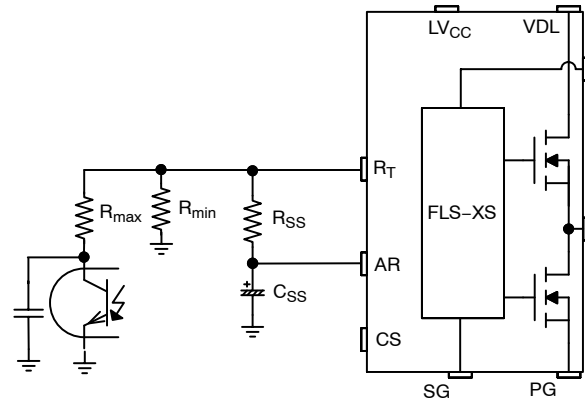 LVCC VDL
RT
Rmax Rmin RSS
FLS-XS
AR
+
CSS
CS
SG PG